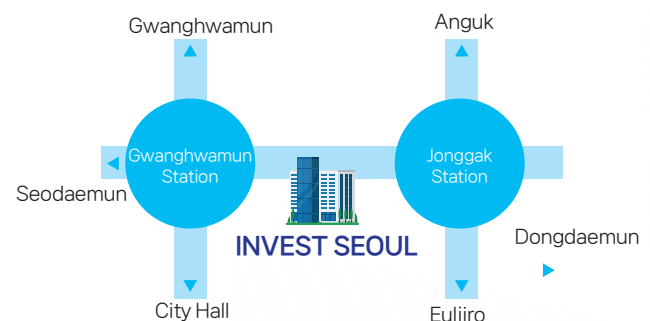 Gwanghwamun
Anguk
Gwanghwamun
Station
Jonggak
Station
Seodaemun
INVEST SEOUL
Dongdaemun
City Hall
Euljiro